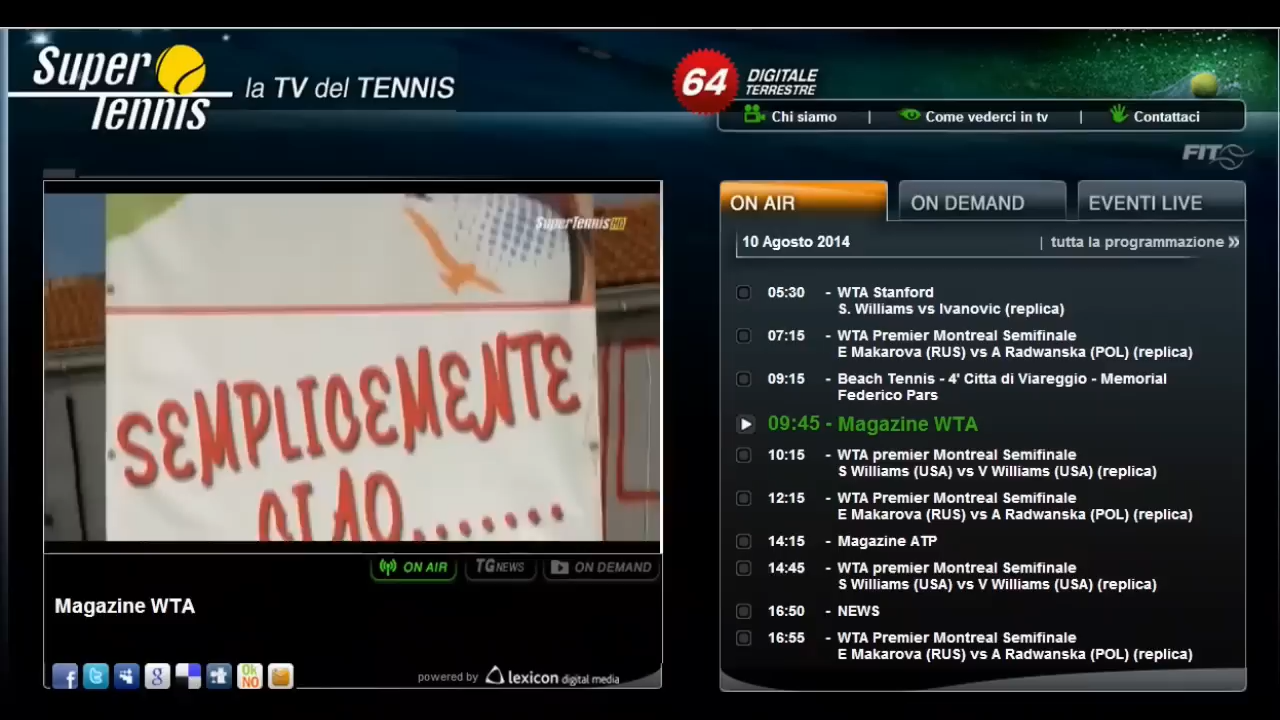 Super
Tennis
la TV del TENNIS
64
DIGITALE
TERRESTRE
Chi siamo
|
Come vederci in tv
|
Contattaci
FIT
SuperTennis HD
SEMPLICEMENTE
CIAO.......
ON AIR
TG NEWS
ON DEMAND
Magazine WTA
powered by lexicon digital media
ON AIR
ON DEMAND
EVENTI LIVE
10 Agosto 2014
| tutta la programmazione »
05:30 - WTA Stanford
S. Williams vs Ivanovic (replica)
07:15 - WTA Premier Montreal Semifinale
E Makarova (RUS) vs A Radwanska (POL) (replica)
09:15 - Beach Tennis - 4' Citta di Viareggio - Memorial
Federico Pars
09:45 - Magazine WTA
10:15 - WTA premier Montreal Semifinale
S Williams (USA) vs V Williams (USA) (replica)
12:15 - WTA Premier Montreal Semifinale
E Makarova (RUS) vs A Radwanska (POL) (replica)
14:15 - Magazine ATP
14:45 - WTA premier Montreal Semifinale
S Williams (USA) vs V Williams (USA) (replica)
16:50 - NEWS
16:55 - WTA Premier Montreal Semifinale
E Makarova (RUS) vs A Radwanska (POL) (replica)